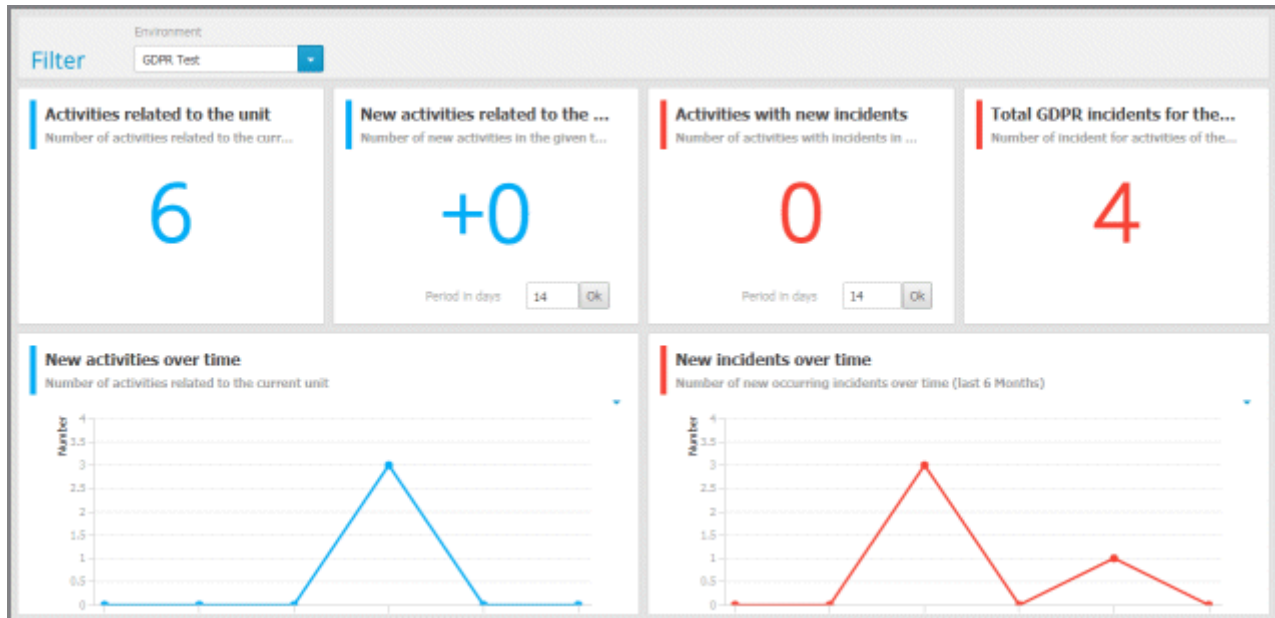 Environment
Filter
GDPR Test
Activities related to the unit
Number of activities related to the curr...
6
New activities related to the ...
Number of new activities in the given t...
+0
Period in days 14 Ok
Activities with new incidents
Number of activities with incidents in ...
0
Period in days 14 Ok
Total GDPR incidents for the...
Number of incident for activities of the...
4
New activities over time
Number of activities related to the current unit
Number
4
3.5
3
2.5
2
1.5
1
0.5
0
New incidents over time
Number of new occurring incidents over time (last 6 Months)
Number
4
3.5
3
2.5
2
1.5
1
0.5
0